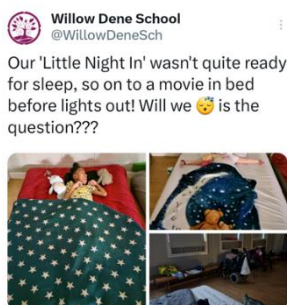 Willow Dene School
@WillowDeneSch
Our 'Little Night In' wasn't quite ready
for sleep, so on to a movie in bed
before lights out! Will we 😴 is the
question???